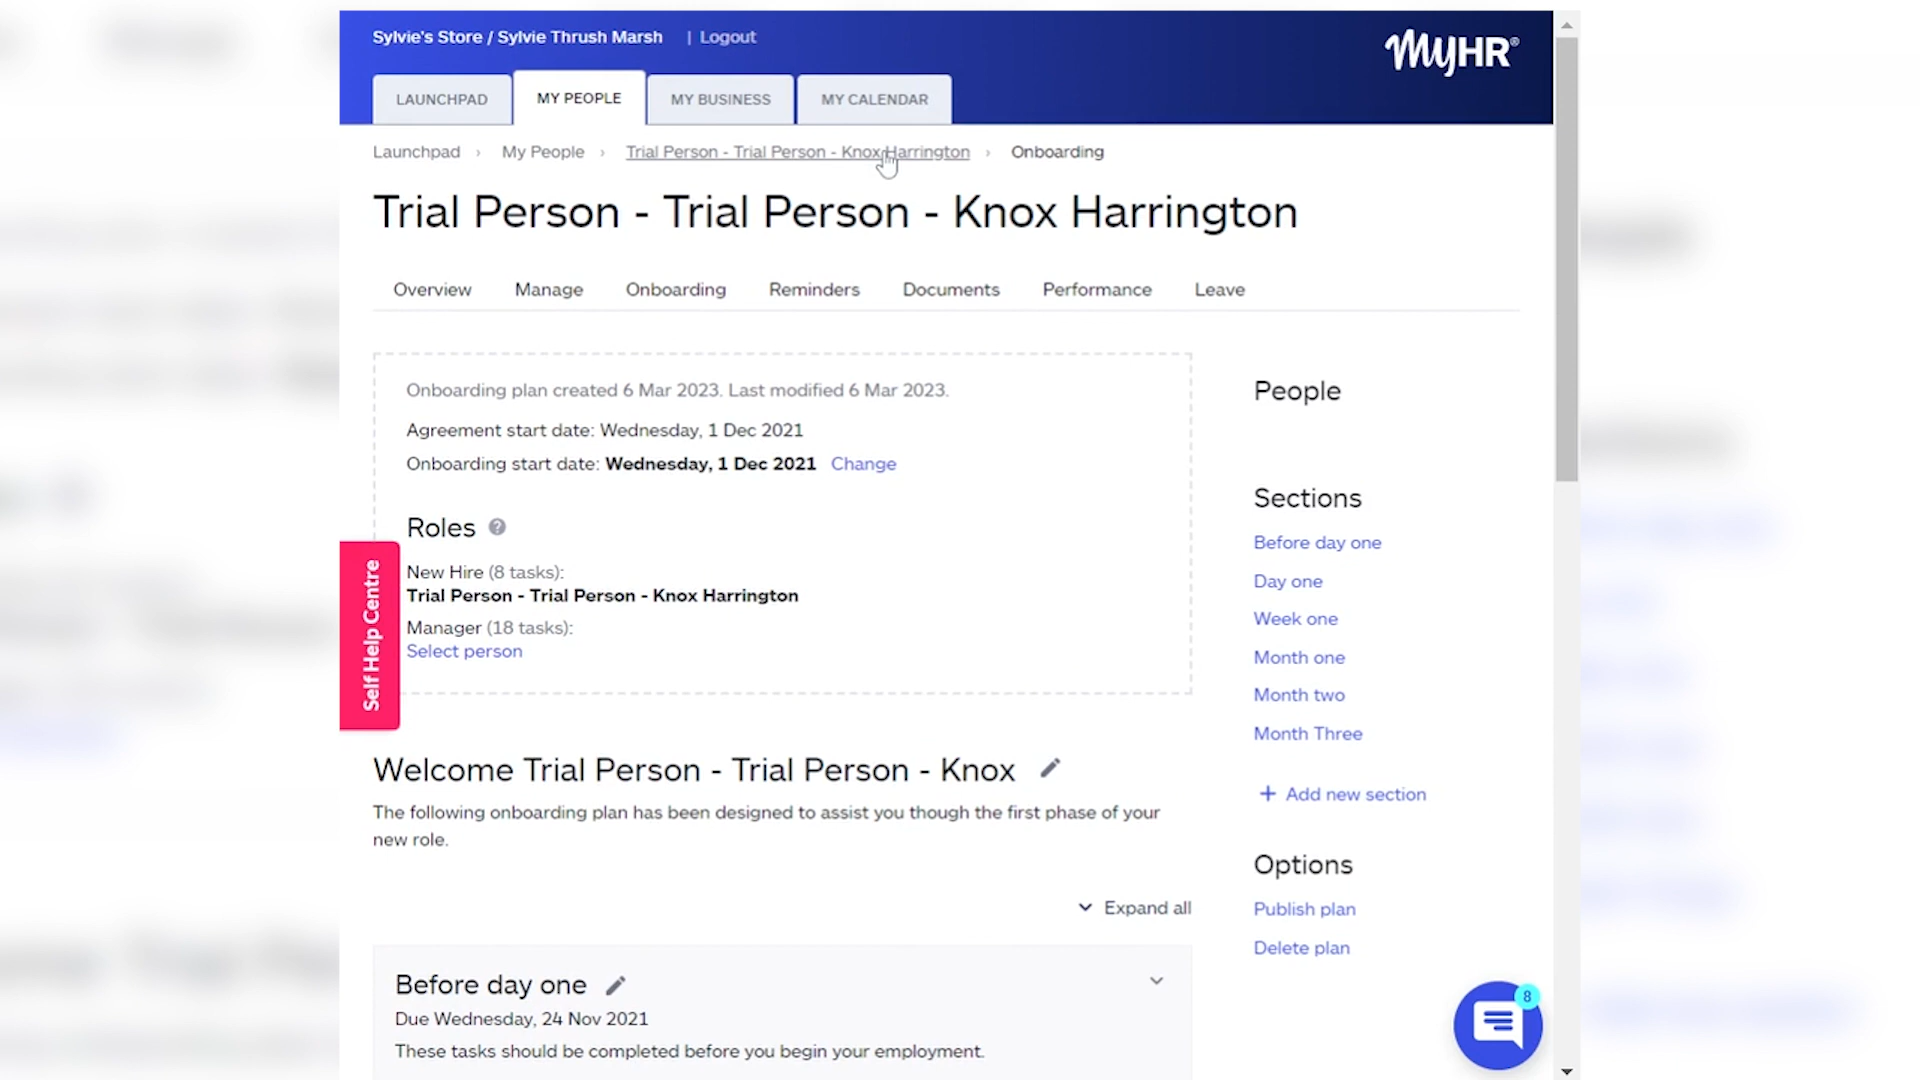 Sylvie's Store / Sylvie Thrush Marsh | Logout
MyHR®
LAUNCHPAD MY PEOPLE MY BUSINESS MY CALENDAR
Launchpad › My People › Trial Person - Trial Person - Knox Harrington › Onboarding
Trial Person - Trial Person - Knox Harrington
Overview Manage Onboarding Reminders Documents Performance Leave
Onboarding plan created 6 Mar 2023. Last modified 6 Mar 2023.
Agreement start date: Wednesday, 1 Dec 2021
Onboarding start date: Wednesday, 1 Dec 2021 Change
Roles ?
New Hire (8 tasks):
Trial Person - Trial Person - Knox Harrington
Manager (18 tasks):
Select person
Self Help Centre
Welcome Trial Person - Trial Person - Knox
The following onboarding plan has been designed to assist you though the first phase of your
new role.
Expand all
Before day one
Due Wednesday, 24 Nov 2021
These tasks should be completed before you begin your employment.
People
Sections
Before day one
Day one
Week one
Month one
Month two
Month Three
+ Add new section
Options
Publish plan
Delete plan
8